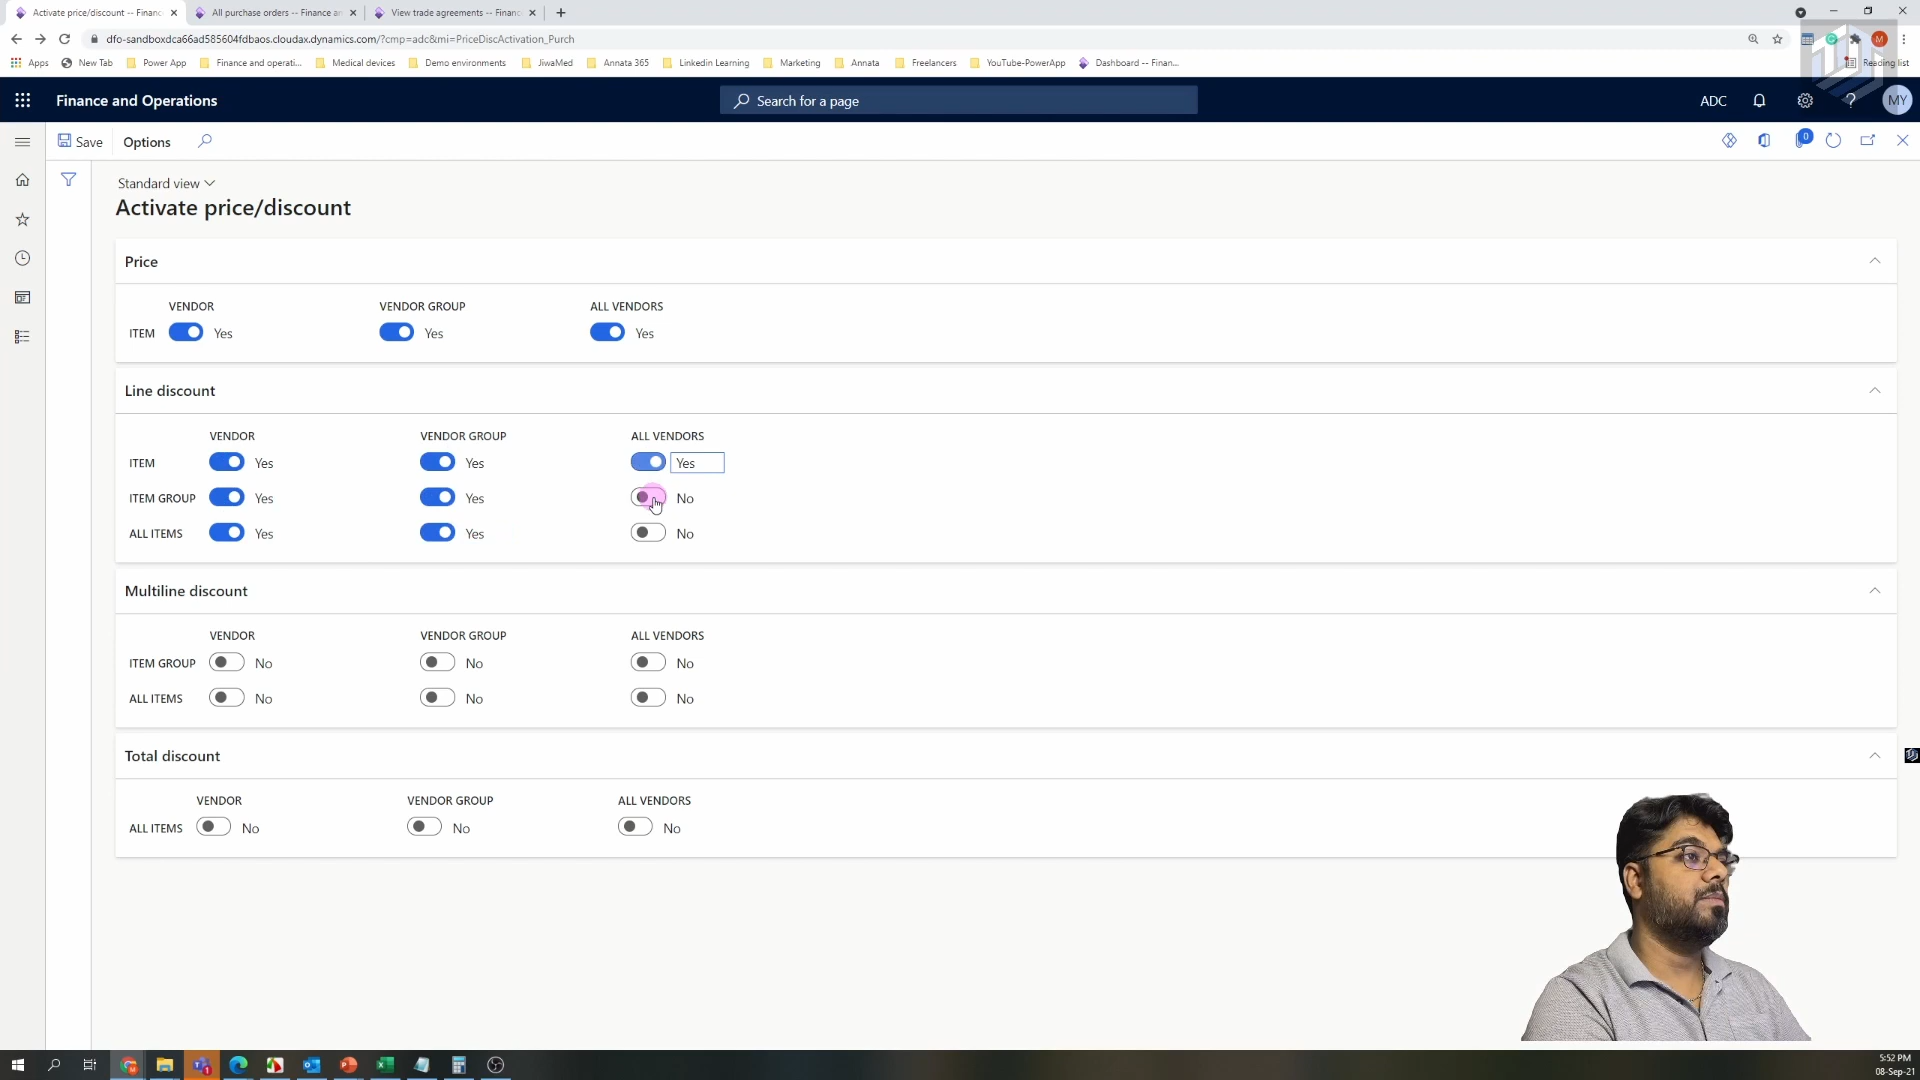 Activate price/discount -- Financ
All purchase orders -- Finance an
View trade agreements -- Financ
dfo-sandboxdca66ad585604fdbaos.cloudax.dynamics.com/?cmp=adc&mi=PriceDiscActivation_Purch
M
Apps
New Tab
Power App
Finance and operati...
Medical devices
Demo environments
JiwaMed
Annata 365
Linkedin Learning
Marketing
Annata
Freelancers
YouTube-PowerApp
Dashboard -- Finan...
Reading list
Finance and Operations
Search for a page
ADC
?
MY
Save
Options
0
Standard view
Activate price/discount
Price
VENDOR VENDOR GROUP ALL VENDORS
ITEM Yes Yes Yes
Line discount
VENDOR VENDOR GROUP ALL VENDORS
ITEM Yes Yes Yes
ITEM GROUP Yes Yes No
ALL ITEMS Yes Yes No
Multiline discount
VENDOR VENDOR GROUP ALL VENDORS
ITEM GROUP No No No
ALL ITEMS No No No
Total discount
VENDOR VENDOR GROUP ALL VENDORS
ALL ITEMS No No No
5:52 PM
08-Sep-21